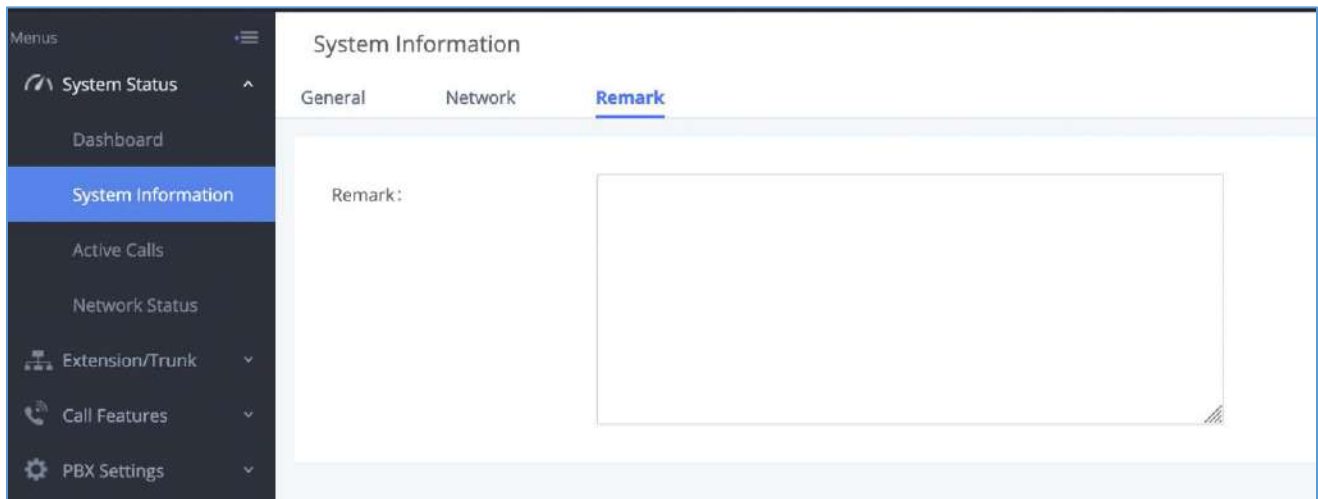 Menus
System Status
Dashboard
System Information
Active Calls
Network Status
Extension/Trunk
Call Features
PBX Settings
System Information
General Network Remark
Remark: